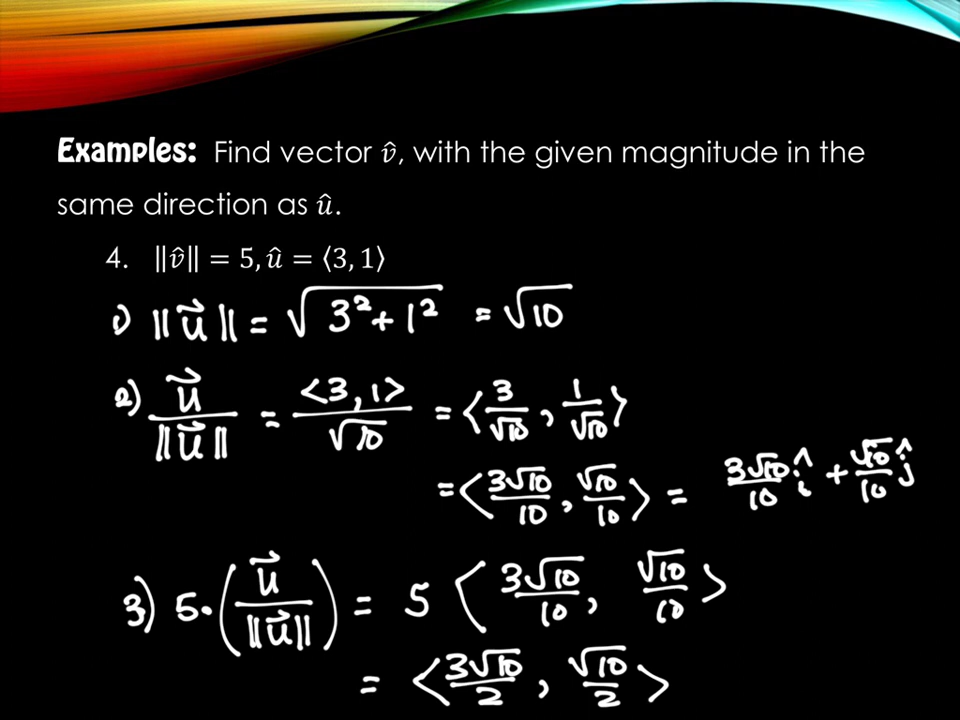 Examples: Find vector v̂, with the given magnitude in the
same direction as û.
4. ‖v̂‖ = 5, û = ⟨3, 1⟩
1) ‖u⃗‖ = √(3² + 1²) = √10
2) u⃗/‖u⃗‖ = <3, 1>/√10 = <3/√10, 1/√10>
= <3√10/10, √10/10> = 3√10/10 î + √10/10 ĵ
3) 5·(u⃗/‖u⃗‖) = 5 <3√10/10, √10/10>
= <3√10/2, √10/2>